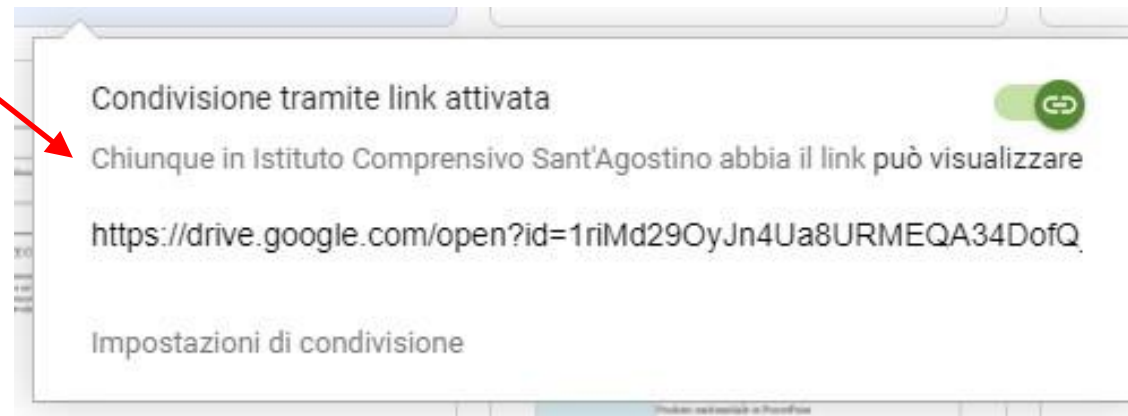 Condivisione tramite link attivata
Chiunque in Istituto Comprensivo Sant'Agostino abbia il link può visualizzare
https://drive.google.com/open?id=1riMd29OyJn4Ua8URMEQA34DofQ_
Impostazioni di condivisione